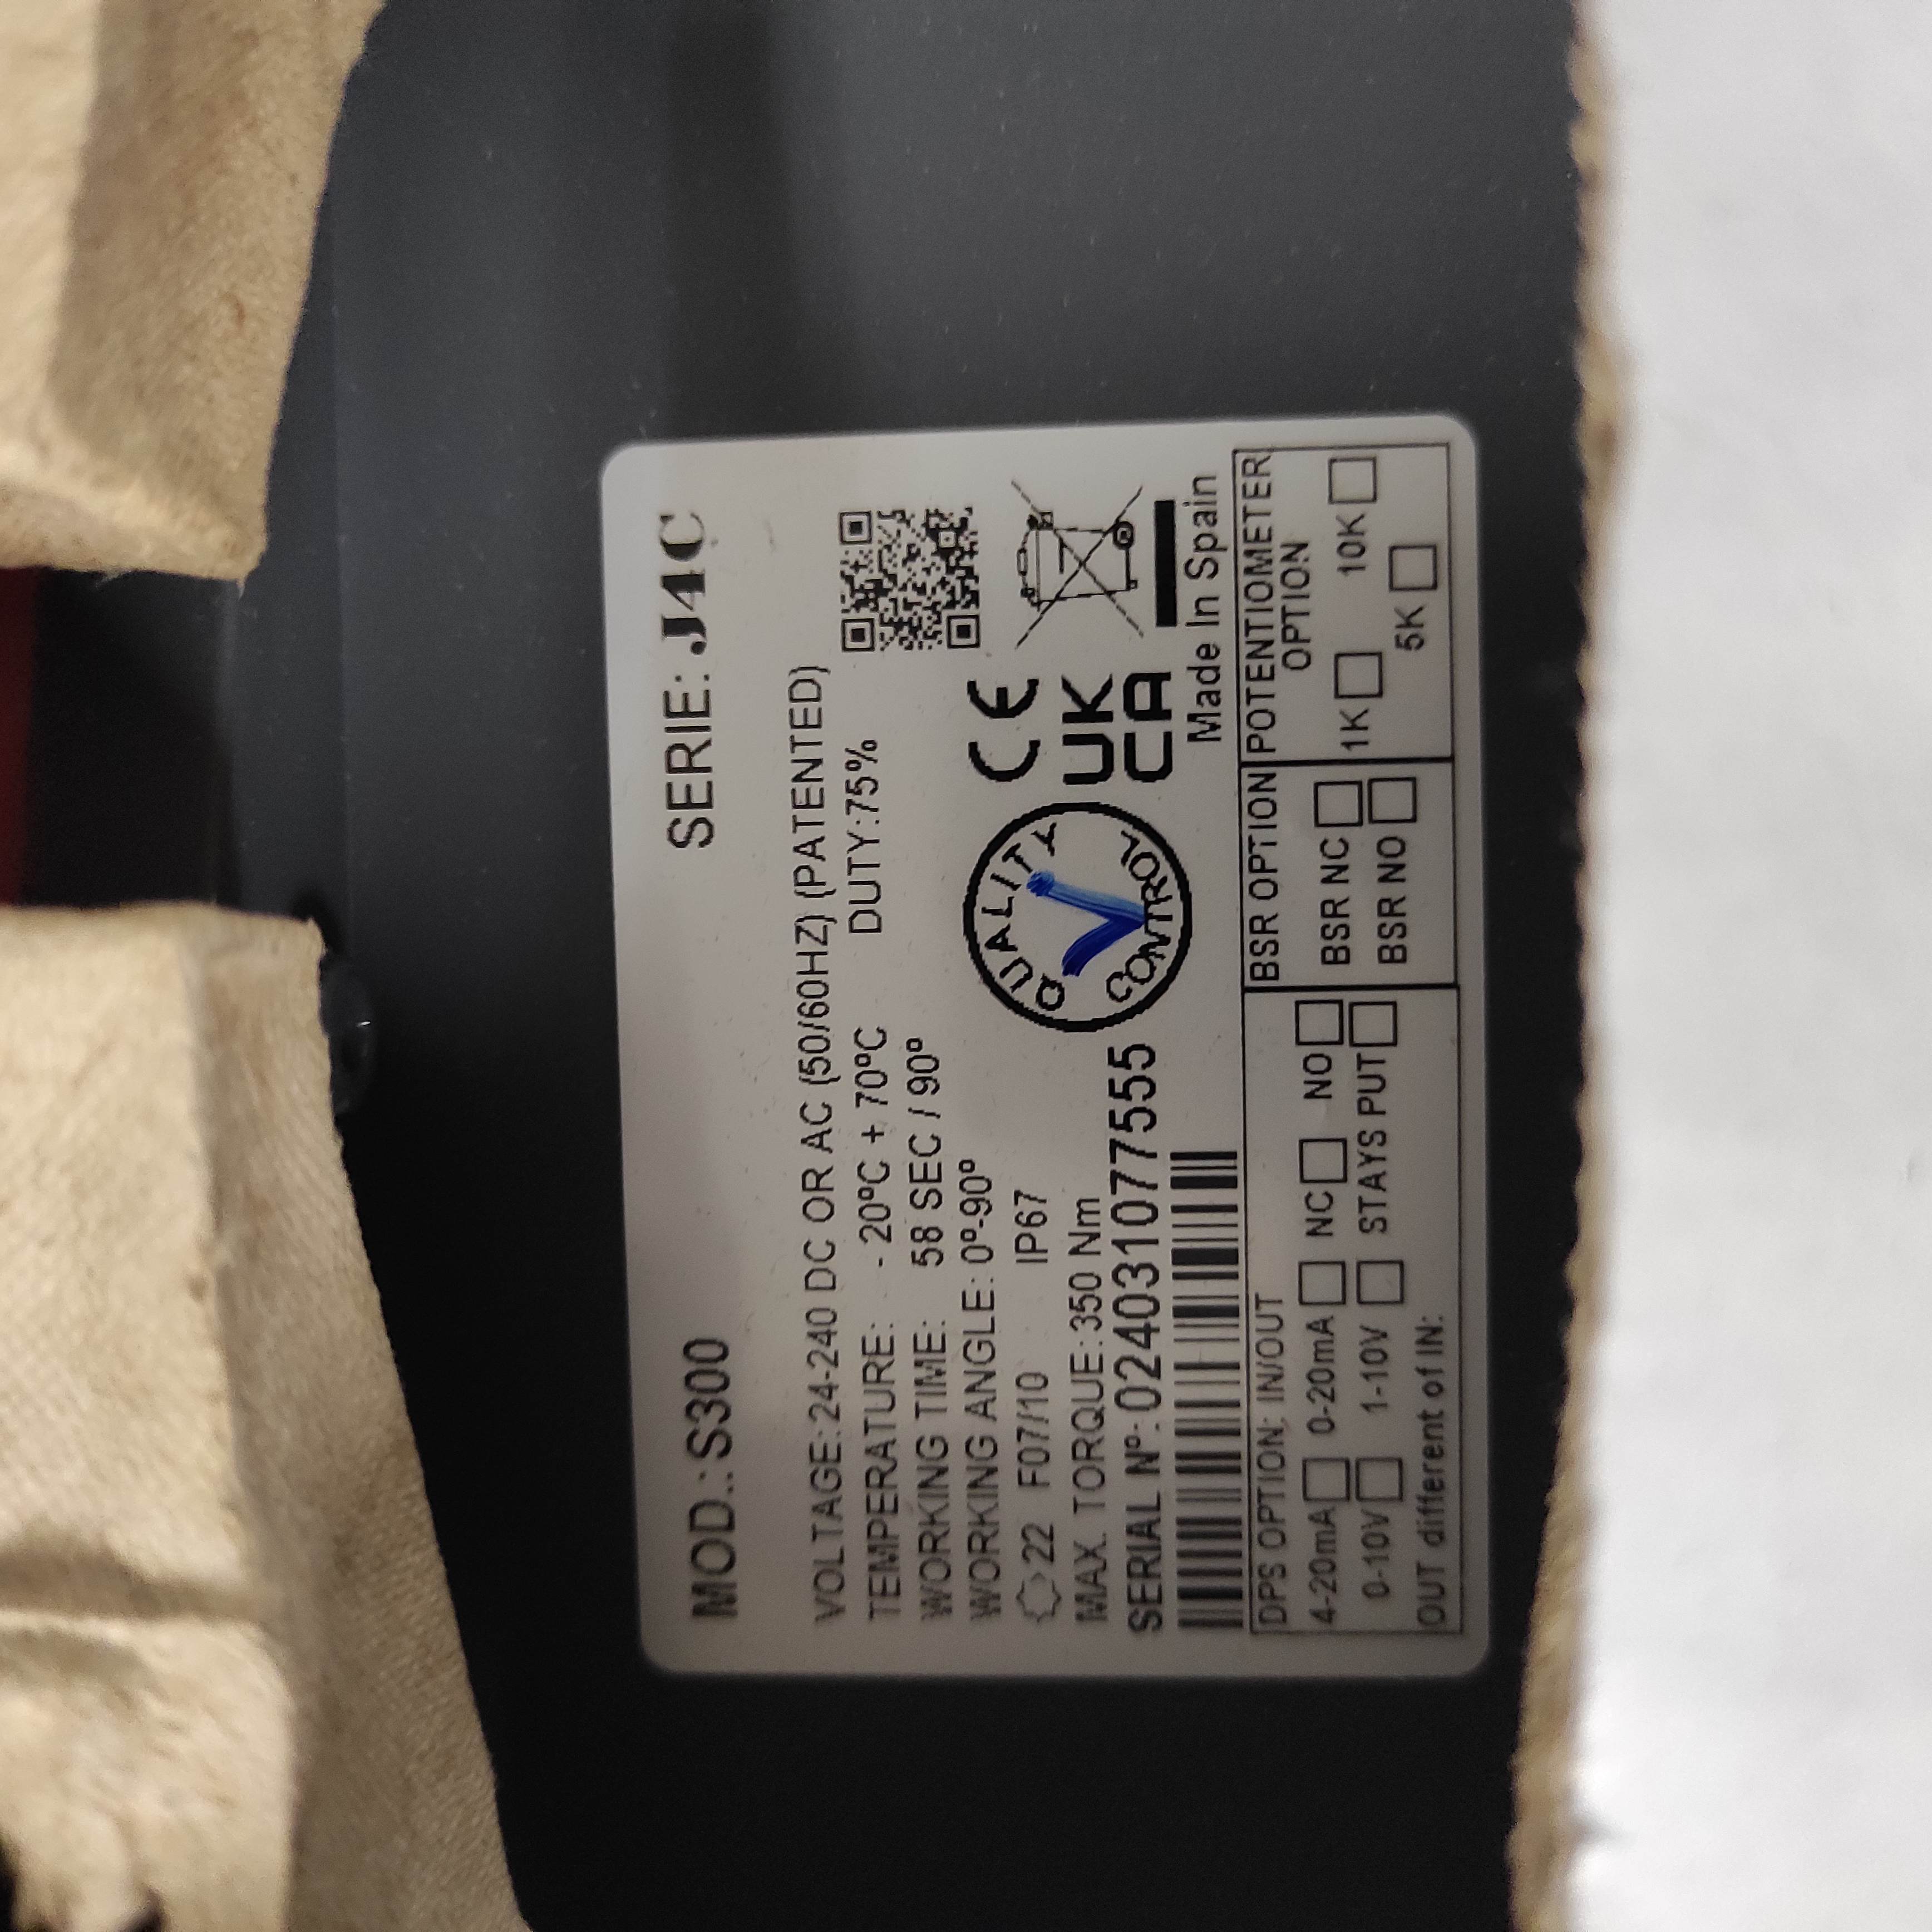 MOD.: S300 SERIE: J4C
VOLTAGE:24-240 DC OR AC (50/60HZ) (PATENTED)
TEMPERATURE: - 20ºC + 70ºC DUTY:75%
WORKING TIME: 58 SEC / 90º
WORKING ANGLE: 0º-90º
22 F07/10 IP67
MAX. TORQUE:350 Nm
SERIAL Nº:024031077555
QUALITY CONTROL
CE
UK
CA
Made In Spain
DPS OPTION: IN/OUT
4-20mA 0-20mA NC NO
0-10V 1-10V STAYS PUT
OUT different of IN:
BSR OPTION
BSR NC
BSR NO
POTENTIOMETER
OPTION
1K 10K
5K